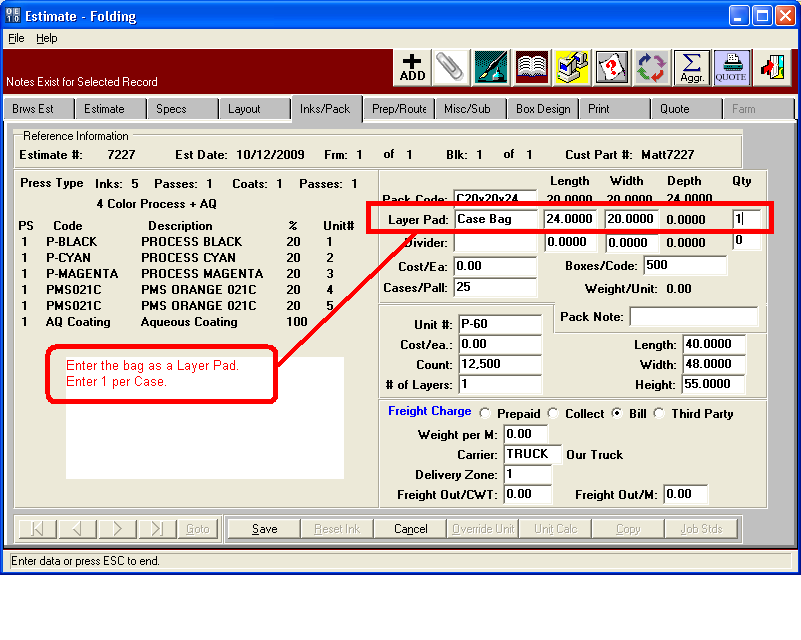 Estimate - Folding
File Help
Notes Exist for Selected Record
ADD
Aggr.
QUOTE
Brws Est Estimate Specs Layout Inks/Pack Prep/Route Misc/Sub Box Design Print Quote Farm
Reference Information
Estimate #: 7227 Est Date: 10/12/2009 Frm: 1 of 1 Blk: 1 of 1 Cust Part #: Matt7227
Press Type Inks: 5 Passes: 1 Coats: 1 Passes: 1
4 Color Process + AQ
PS Code Description % Unit#
1 P-BLACK PROCESS BLACK 20 1
1 P-CYAN PROCESS CYAN 20 2
1 P-MAGENTA PROCESS MAGENTA 20 3
1 PMS021C PMS ORANGE 021C 20 4
1 PMS021C PMS ORANGE 021C 20 5
1 AQ Coating Aqueous Coating 100
Enter the bag as a Layer Pad.
Enter 1 per Case.
Length Width Depth Qty
Pack Code: C20x20x24 20.0000 20.0000 24.0000
Layer Pad: Case Bag 24.0000 20.0000 0.0000 1
Divider: 0.0000 0.0000 0.0000 0
Cost/Ea: 0.00 Boxes/Code: 500
Cases/Pall: 25 Weight/Unit: 0.00
Unit #: P-60 Pack Note:
Cost/ea.: 0.00 Length: 40.0000
Count: 12,500 Width: 48.0000
# of Layers: 1 Height: 55.0000
Freight Charge Prepaid Collect Bill Third Party
Weight per M: 0.00
Carrier: TRUCK Our Truck
Delivery Zone: 1
Freight Out/CWT: 0.00 Freight Out/M: 0.00
Goto Save Reset Ink Cancel Override Unit Unit Calc Copy Job Stds
Enter data or press ESC to end.